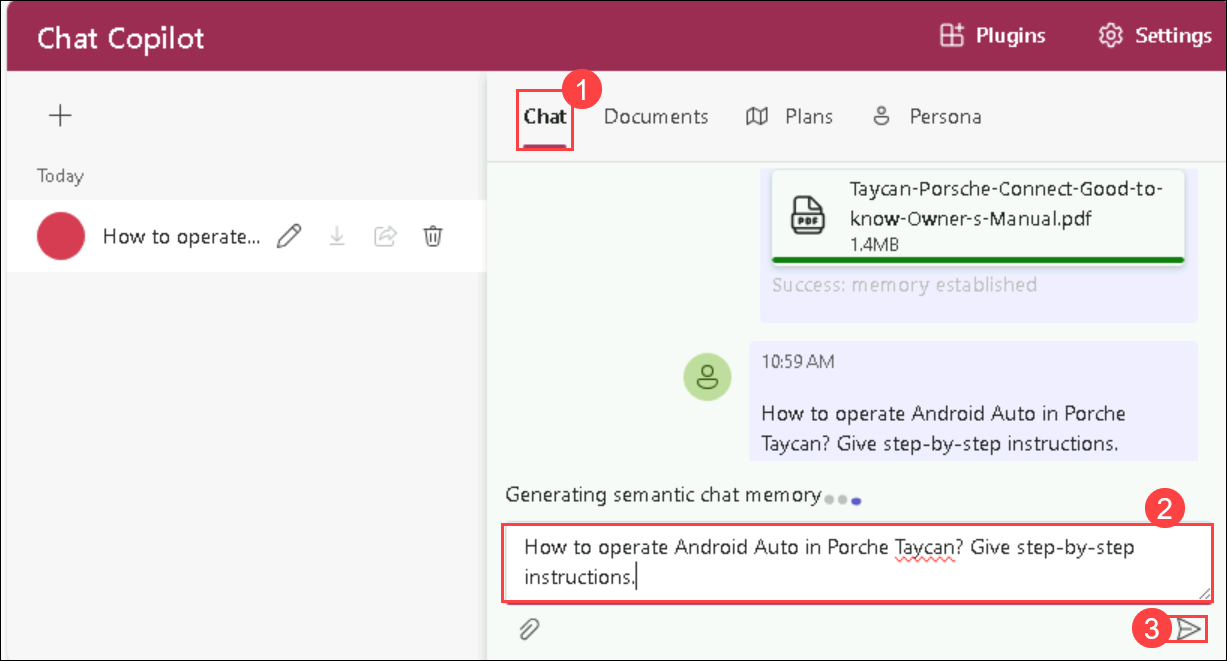 Chat Copilot
Plugins
Settings
1
Chat
Documents
Plans
Persona
Today
How to operate...
PDF
Taycan-Porsche-Connect-Good-to-
know-Owner-s-Manual.pdf
1.4MB
Success: memory established
10:59 AM
How to operate Android Auto in Porche
Taycan? Give step-by-step instructions.
Generating semantic chat memory
2
How to operate Android Auto in Porche Taycan? Give step-by-step
instructions.
3